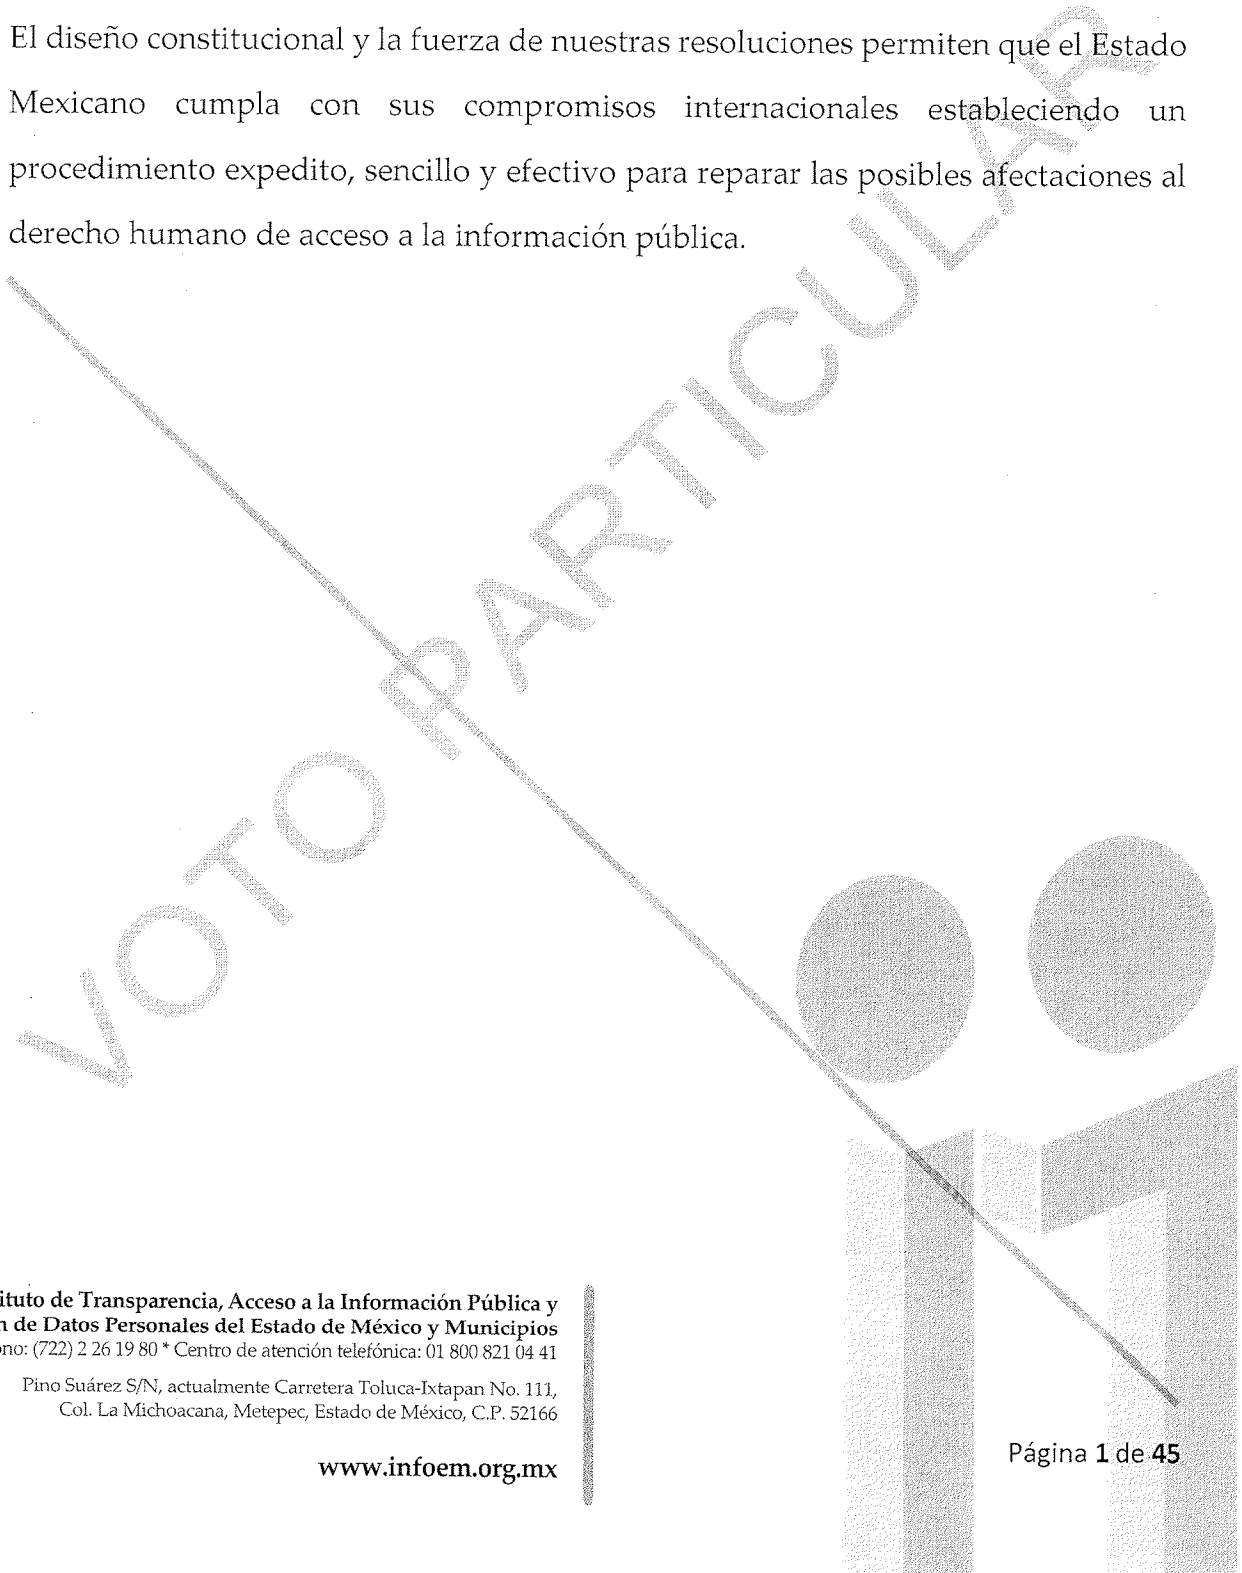 El diseño constitucional y la fuerza de nuestras resoluciones permiten que el Estado
Mexicano cumpla con sus compromisos internacionales estableciendo un
procedimiento expedito, sencillo y efectivo para reparar las posibles afectaciones al
derecho humano de acceso a la información pública.
VOTO PARTICULAR
de Transparencia, Acceso a la Información Pública y
de Datos Personales del Estado de México y Municipios
(722) 2 26 19 80 * Centro de atención telefónica: 01 800 821 04 41
Pino Suárez S/N, actualmente Carretera Toluca-Ixtapan No. 111,
Col. La Michoacana, Metepec, Estado de México, C.P. 52166
www.infoem.org.mx
Página 1 de 45